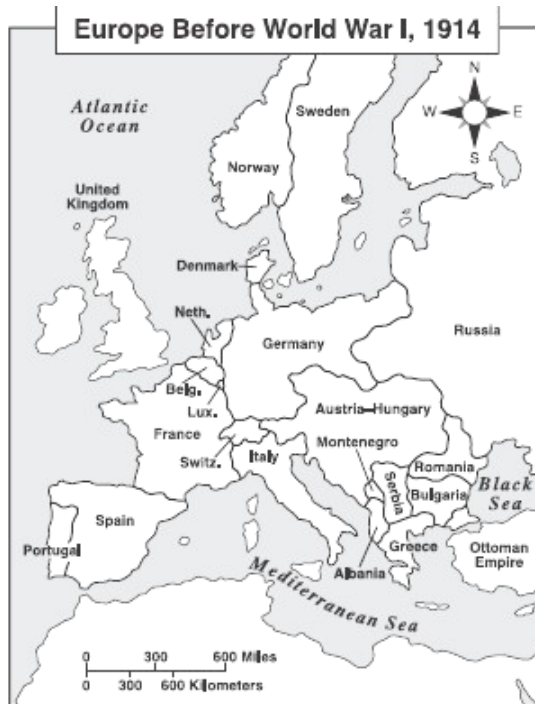 Europe Before World War I, 1914
Atlantic
Ocean
N
W
E
S
Sweden
Norway
United
Kingdom
Denmark
Neth.
Germany
Russia
Belg.
Lux.
France
Switz.
Austria-Hungary
Montenegro
Italy
Romania
Serbia
Bulgaria
Black
Sea
Spain
Portugal
Greece
Albania
Ottoman
Empire
Mediterranean Sea
0 300 600 Miles
0 300 600 Kilometers